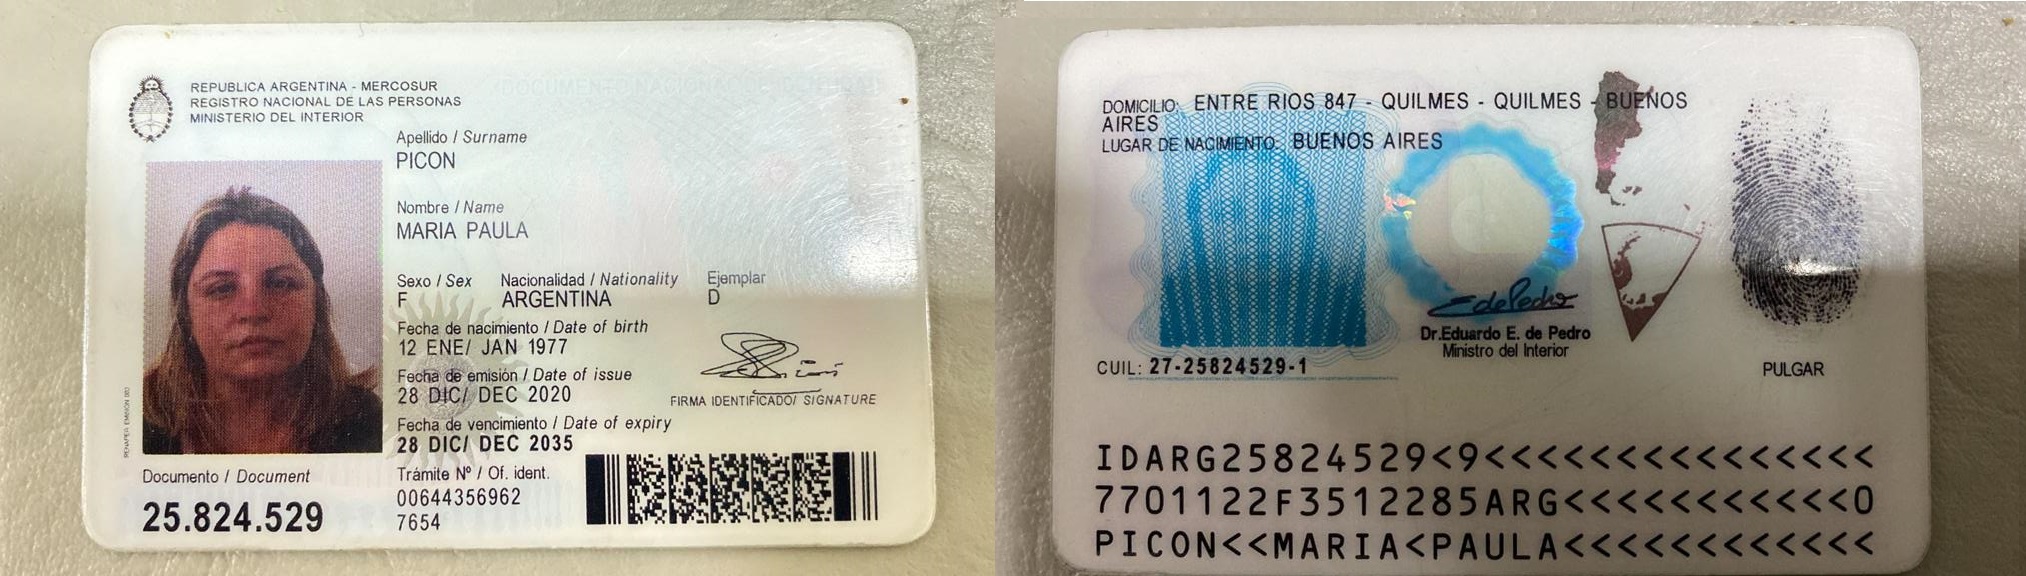 REPUBLICA ARGENTINA - MERCOSUR
REGISTRO NACIONAL DE LAS PERSONAS
MINISTERIO DEL INTERIOR
Apellido / Surname
PICON
Nombre / Name
MARIA PAULA
Sexo / Sex Nacionalidad / Nationality Ejemplar
F ARGENTINA D
Fecha de nacimiento / Date of birth
12 ENE/ JAN 1977
Fecha de emisión / Date of issue
28 DIC/ DEC 2020
FIRMA IDENTIFICADO/ SIGNATURE
Fecha de vencimiento / Date of expiry
28 DIC/ DEC 2035
Documento / Document
25.824.529
Trámite Nº / Of. ident.
00644356962
7654
DOMICILIO: ENTRE RIOS 847 - QUILMES - QUILMES - BUENOS
AIRES
LUGAR DE NACIMIENTO: BUENOS AIRES
Dr.Eduardo E. de Pedro
Ministro del Interior
CUIL: 27-25824529-1
PULGAR
IDARG25824529<9<<<<<<<<<<<<<<<
7701122F3512285ARG<<<<<<<<<<<0
PICON<<MARIA<PAULA<<<<<<<<<<<<